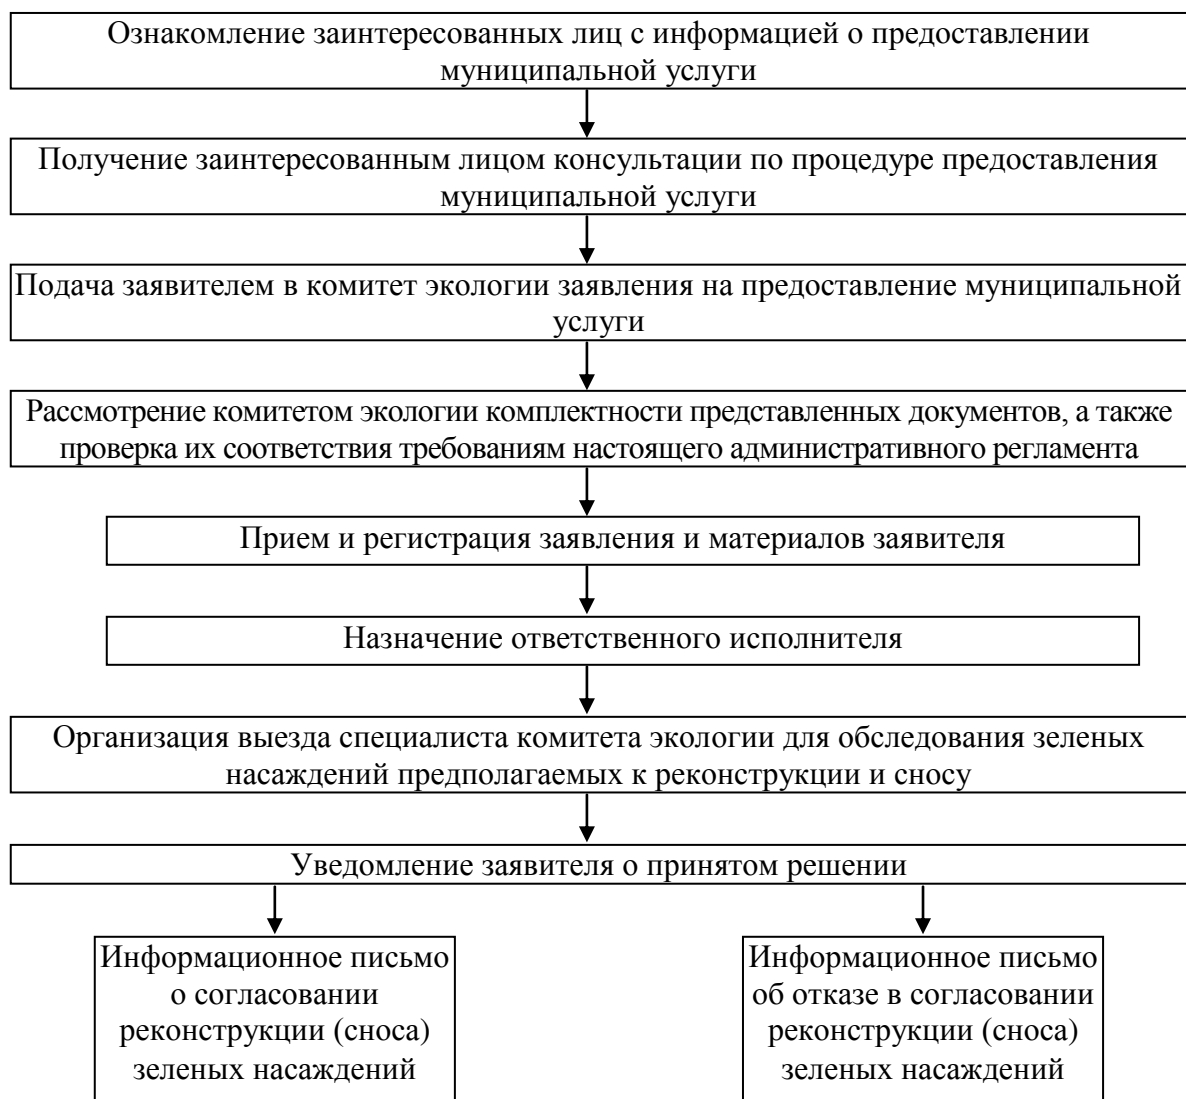 Ознакомление заинтересованных лиц с информацией о предоставлении
муниципальной услуги
Получение заинтересованным лицом консультации по процедуре предоставления
муниципальной услуги
Подача заявителем в комитет экологии заявления на предоставление муниципальной
услуги
Рассмотрение комитетом экологии комплектности представленных документов, а также
проверка их соответствия требованиям настоящего административного регламента
Прием и регистрация заявления и материалов заявителя
Назначение ответственного исполнителя
Организация выезда специалиста комитета экологии для обследования зеленых
насаждений предполагаемых к реконструкции и сносу
Уведомление заявителя о принятом решении
Информационное письмо
о согласовании
реконструкции (сноса)
зеленых насаждений
Информационное письмо
об отказе в согласовании
реконструкции (сноса)
зеленых насаждений